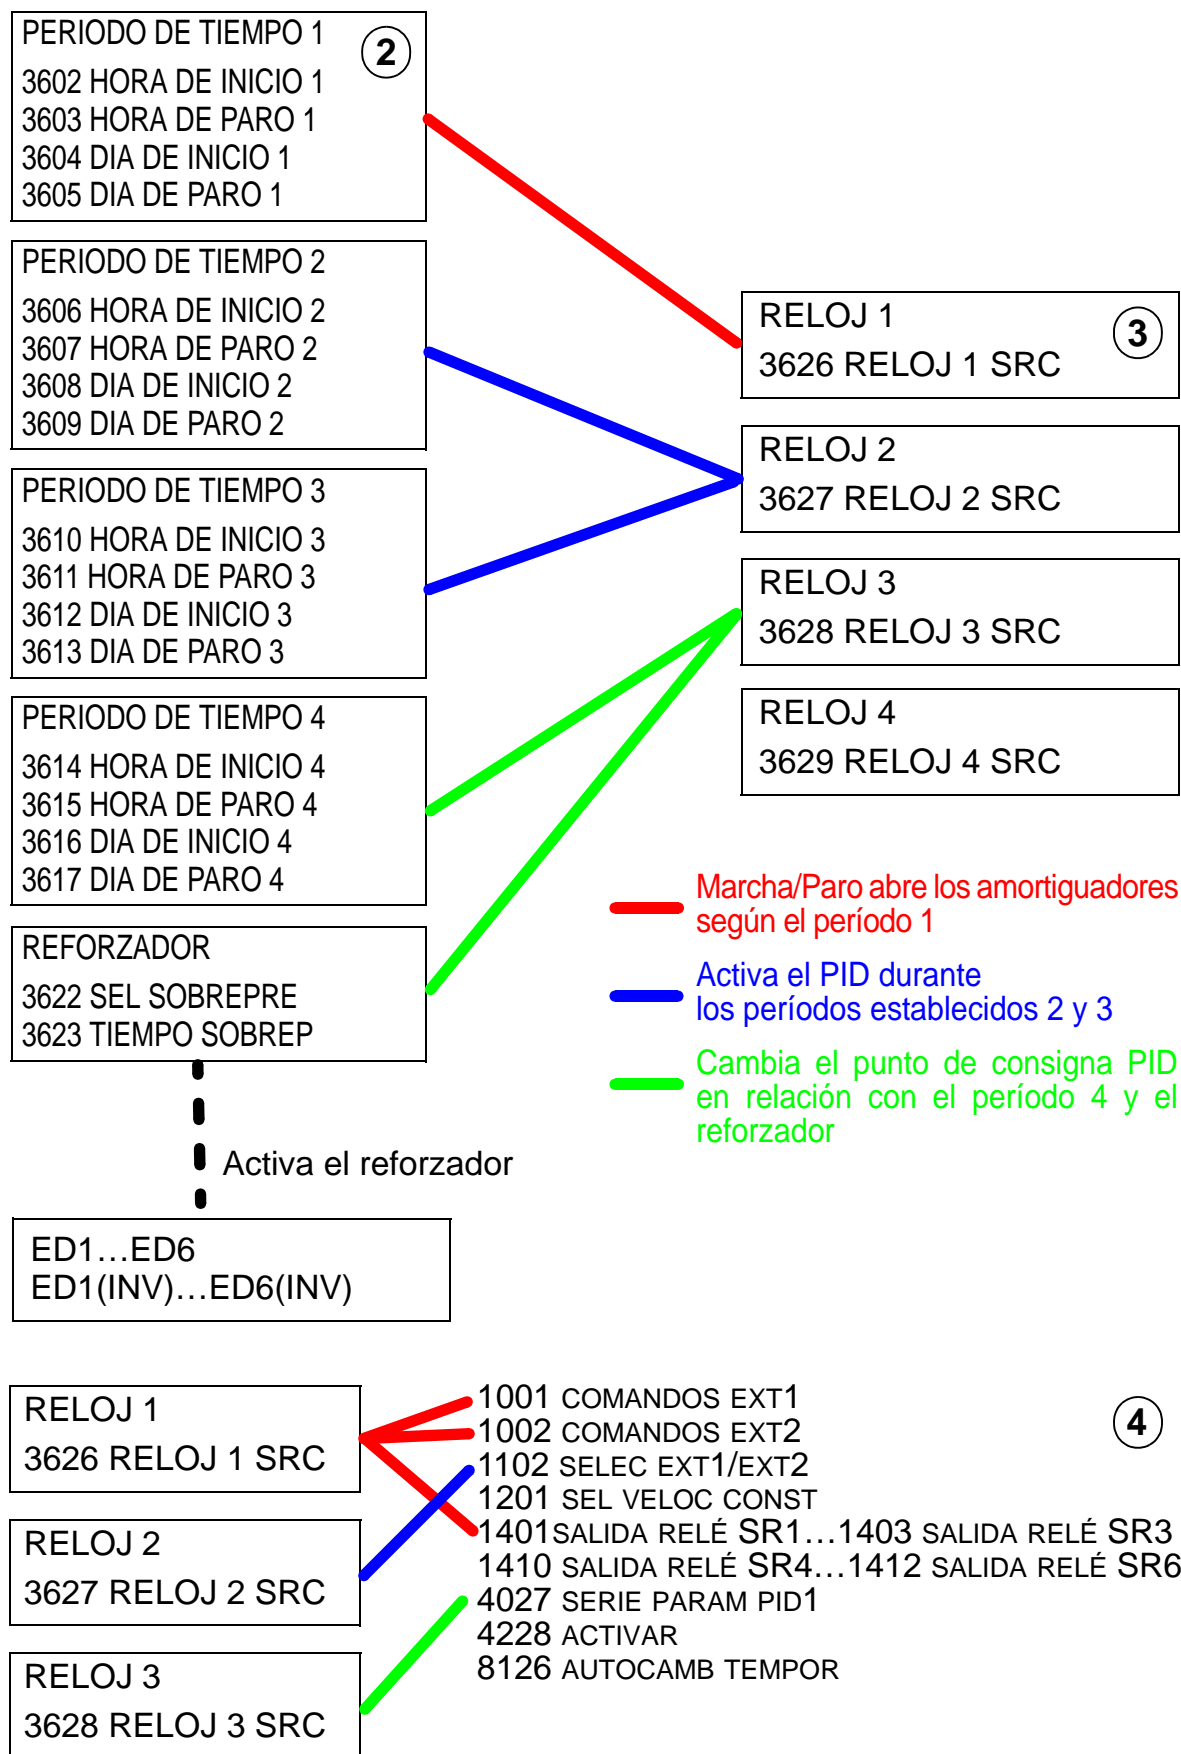 PERIODO DE TIEMPO 1
2
3602 HORA DE INICIO 1
3603 HORA DE PARO 1
3604 DIA DE INICIO 1
3605 DIA DE PARO 1
PERIODO DE TIEMPO 2
3606 HORA DE INICIO 2
3607 HORA DE PARO 2
3608 DIA DE INICIO 2
3609 DIA DE PARO 2
PERIODO DE TIEMPO 3
3610 HORA DE INICIO 3
3611 HORA DE PARO 3
3612 DIA DE INICIO 3
3613 DIA DE PARO 3
PERIODO DE TIEMPO 4
3614 HORA DE INICIO 4
3615 HORA DE PARO 4
3616 DIA DE INICIO 4
3617 DIA DE PARO 4
REFORZADOR
3622 SEL SOBREPRE
3623 TIEMPO SOBREP
Activa el reforzador
ED1…ED6
ED1(INV)…ED6(INV)
RELOJ 1
3
3626 RELOJ 1 SRC
RELOJ 2
3627 RELOJ 2 SRC
RELOJ 3
3628 RELOJ 3 SRC
RELOJ 4
3629 RELOJ 4 SRC
Marcha/Paro abre los amortiguadores
según el período 1
Activa el PID durante
los períodos establecidos 2 y 3
Cambia el punto de consigna PID
en relación con el período 4 y el
reforzador
RELOJ 1
3626 RELOJ 1 SRC
RELOJ 2
3627 RELOJ 2 SRC
RELOJ 3
3628 RELOJ 3 SRC
4
1001 COMANDOS EXT1
1002 COMANDOS EXT2
1102 SELEC EXT1/EXT2
1201 SEL VELOC CONST
1401SALIDA RELÉ SR1…1403 SALIDA RELÉ SR3
1410 SALIDA RELÉ SR4…1412 SALIDA RELÉ SR6
4027 SERIE PARAM PID1
4228 ACTIVAR
8126 AUTOCAMB TEMPOR